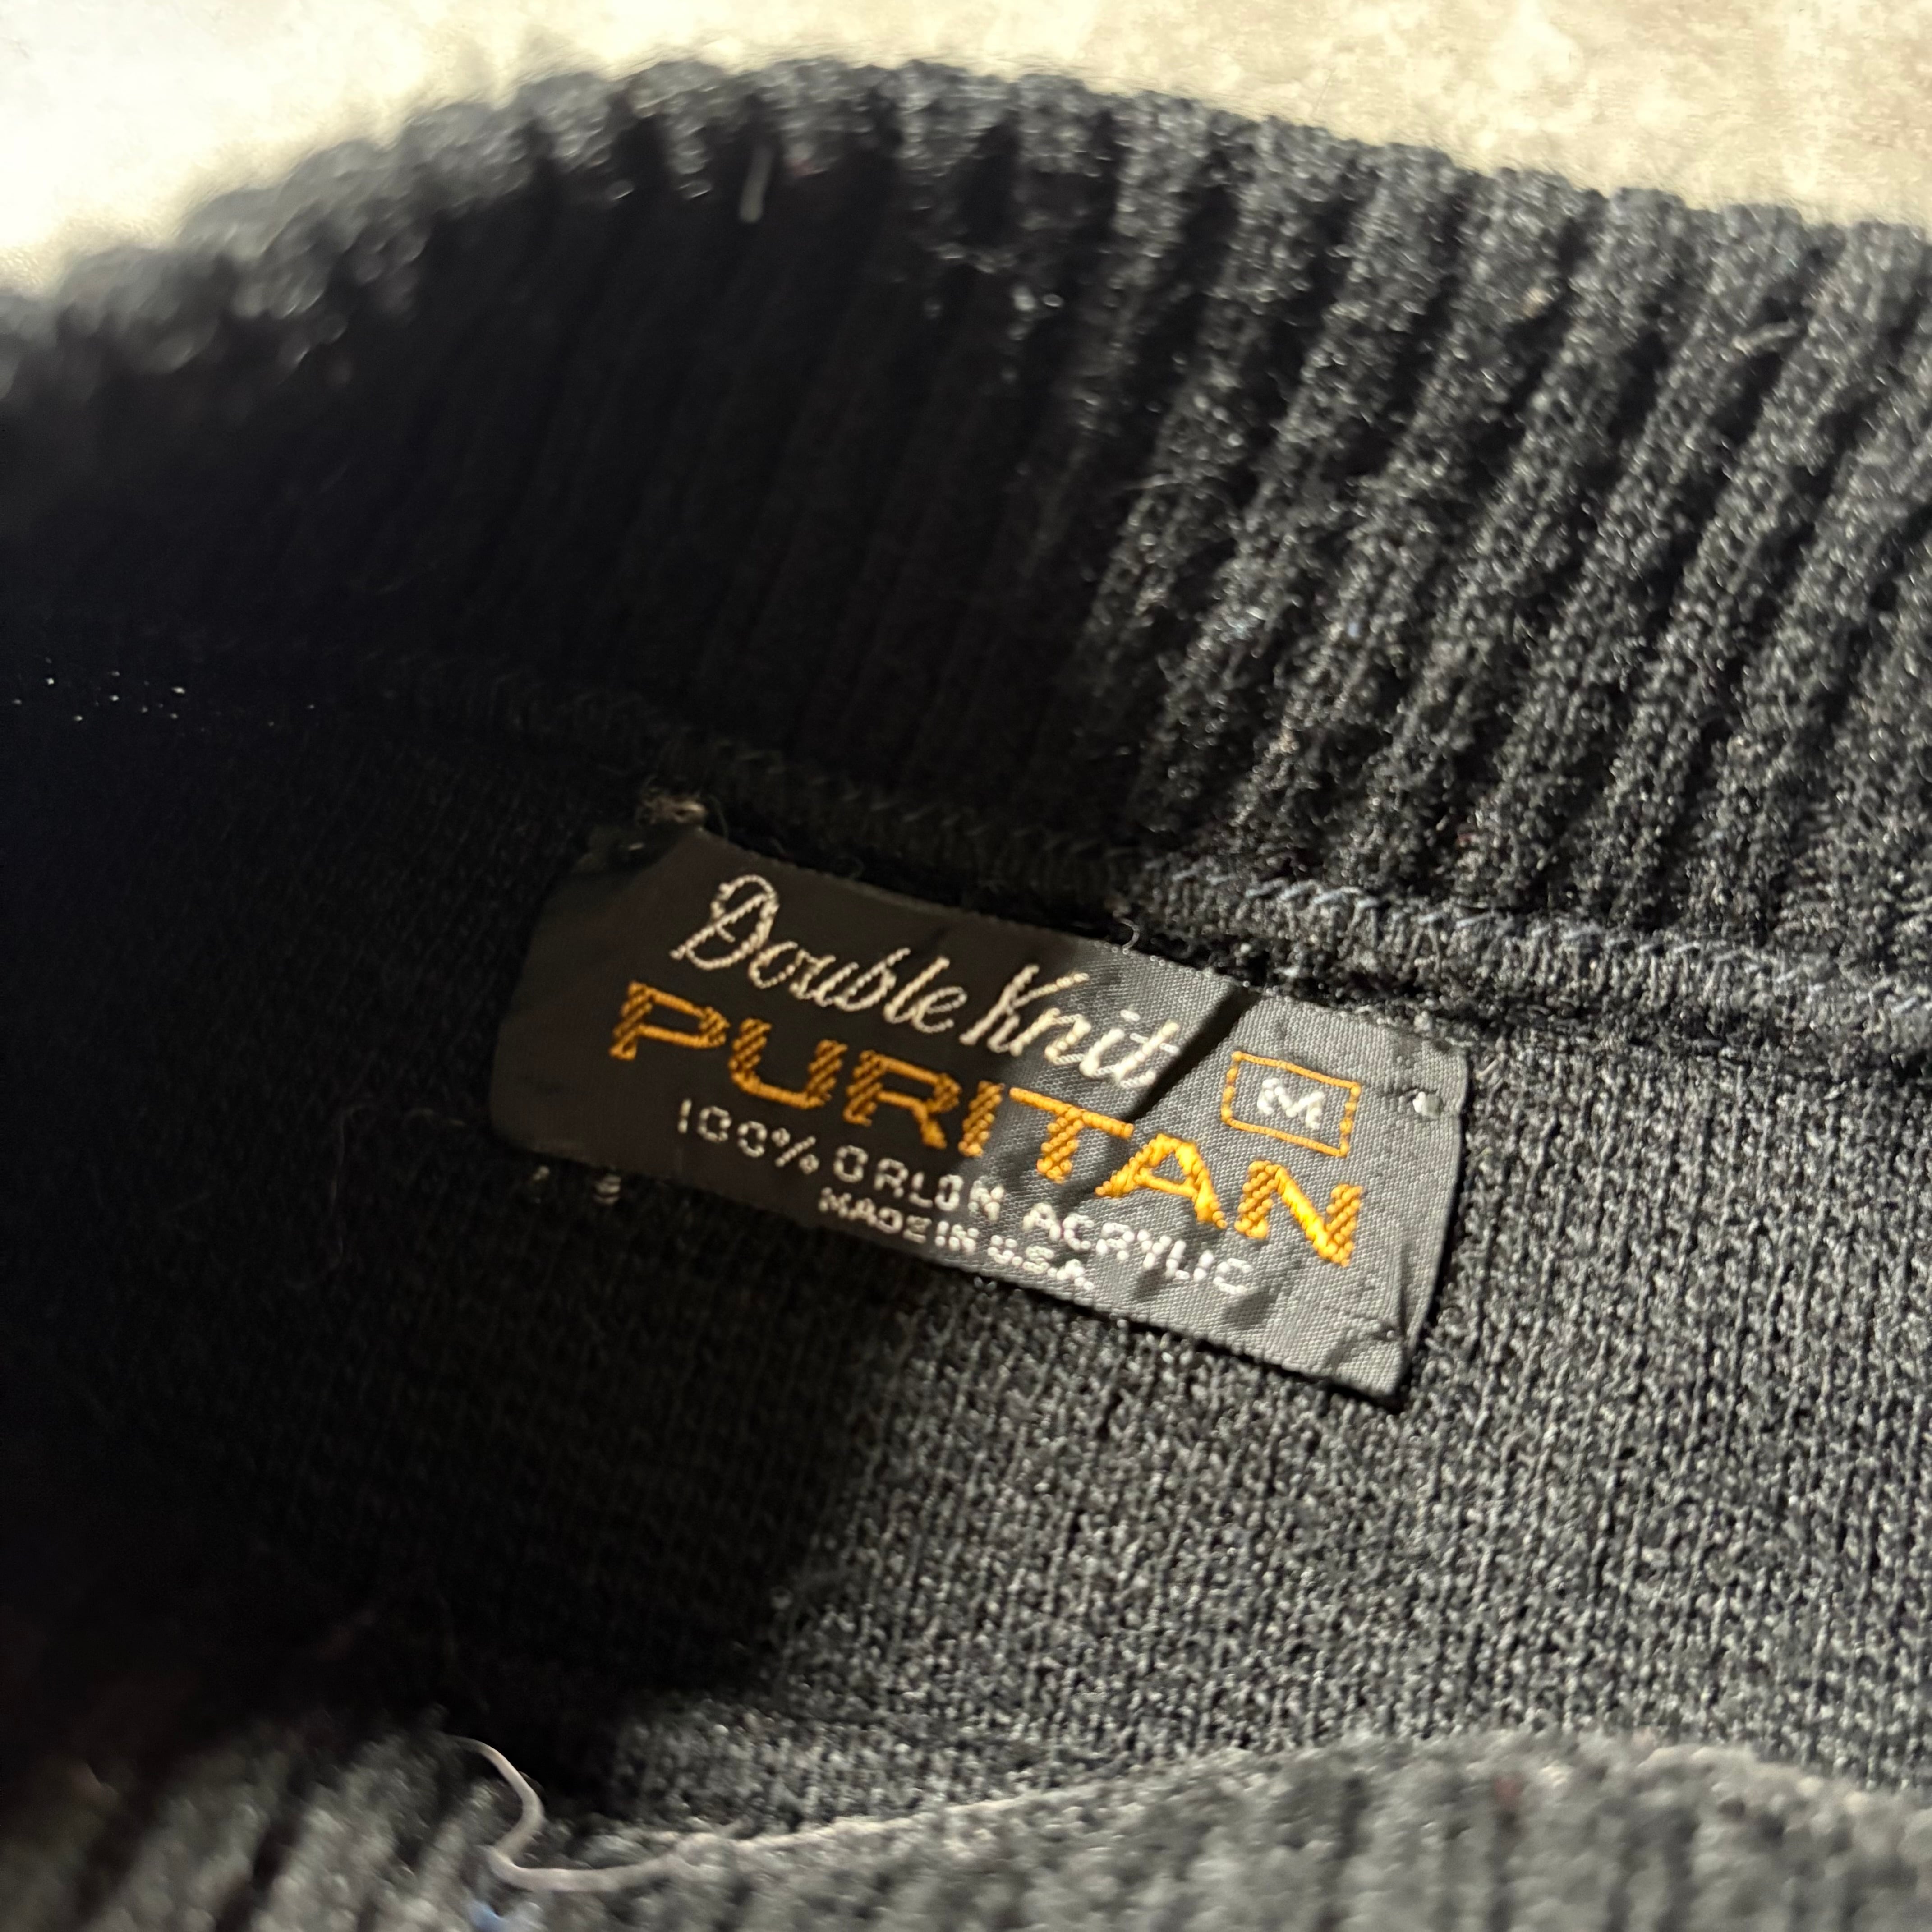 Double Knit
M
PURITAN
100% ORLON ACRYLIC
MADE IN U.S.A.